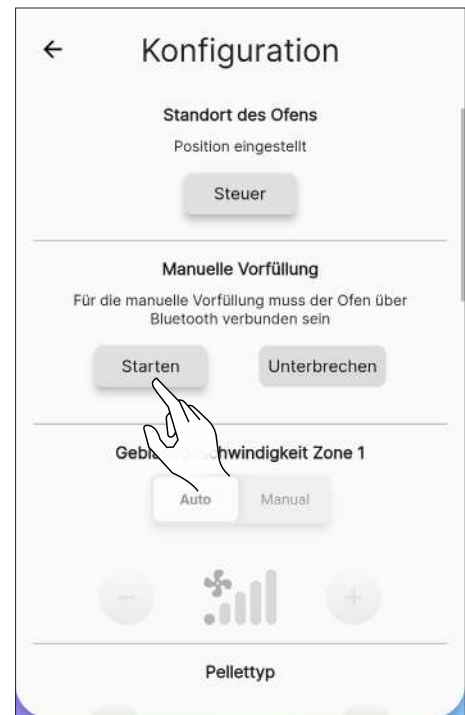 Konfiguration
Standort des Ofens
Position eingestellt
Steuer
Manuelle Vorfüllung
Für die manuelle Vorfüllung muss der Ofen über
Bluetooth verbunden sein
Starten
Unterbrechen
Zone 1
Auto
Manual
Pellettyp